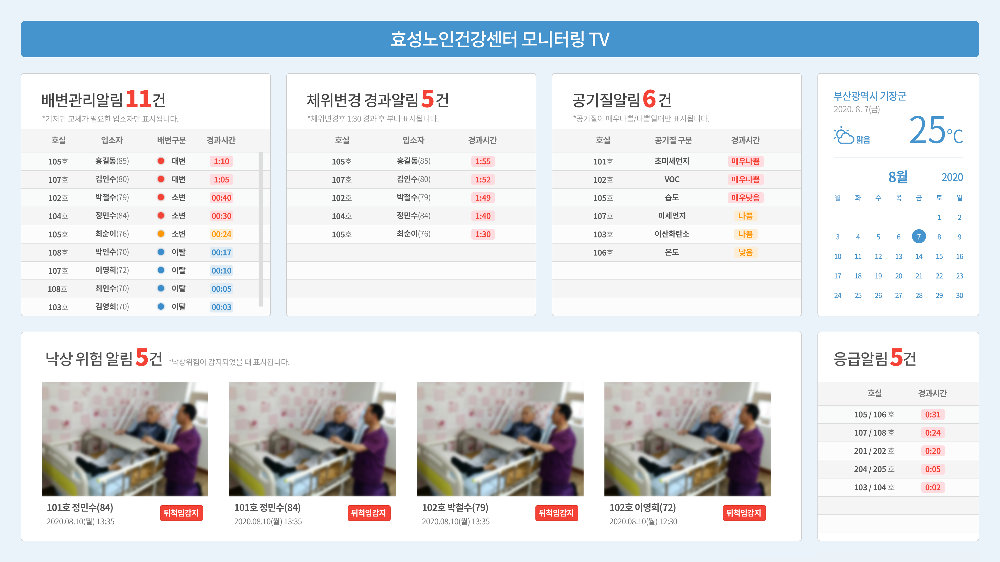 효성노인건강센터 모니터링 TV
배변관리알림 11건
*기저귀 교체가 필요한 입소자만 표시됩니다.
호실 입소자 배변구분 경과시간
105호 홍길동(85) 대변 1:10
107호 김인수(80) 대변 1:05
102호 박철수(79) 소변 00:40
104호 정민수(84) 소변 00:30
105호 최순이(76) 소변 00:24
108호 박인수(70) 이탈 00:17
107호 이영희(72) 이탈 00:10
108호 최인수(70) 이탈 00:05
103호 김영희(70) 이탈 00:03
체위변경 경과알림 5건
*체위변경후 1:30 경과 후 부터 표시됩니다.
호실 입소자 경과시간
105호 홍길동(85) 1:55
107호 김인수(80) 1:52
102호 박철수(79) 1:49
104호 정민수(84) 1:40
105호 최순이(76) 1:30
공기질알림 6건
*공기질이 매우나쁨/나쁨일때만 표시됩니다.
호실 공기질 구분 경과시간
101호 초미세먼지 매우나쁨
102호 VOC 매우나쁨
105호 습도 매우낮음
107호 미세먼지 나쁨
103호 이산화탄소 나쁨
106호 온도 낮음
부산광역시 기장군
2020. 8. 7(금)
맑음 25°C
8월 2020
월 화 수 목 금 토 일
1 2
3 4 5 6 7 8 9
10 11 12 13 14 15 16
17 18 19 20 21 22 23
24 25 26 27 28 29 30
낙상 위험 알림 5건 *낙상위험이 감지되었을 때 표시됩니다.
101호 정민수(84)
2020.08.10(월) 13:35
뒤척임감지
101호 정민수(84)
2020.08.10(월) 13:35
뒤척임감지
102호 박철수(79)
2020.08.10(월) 13:35
뒤척임감지
102호 이영희(72)
2020.08.10(월) 12:30
뒤척임감지
응급알림 5건
호실 경과시간
105 / 106 호 0:31
107 / 108 호 0:24
201 / 202 호 0:20
204 / 205 호 0:05
103 / 104 호 0:02